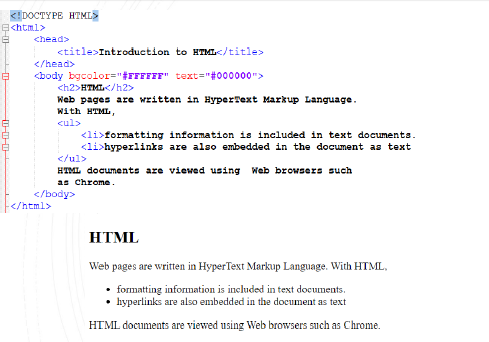 <!DOCTYPE HTML>
<html>
<head>
<title>Introduction to HTML</title>
</head>
<body bgcolor="#FFFFFF" text="#000000">
<h2>HTML</h2>
Web pages are written in HyperText Markup Language.
With HTML,
<ul>
<li>formatting information is included in text documents.
<li>hyperlinks are also embedded in the document as text
</ul>
HTML documents are viewed using  Web browsers such
as Chrome.
</body>
</html>
HTML
Web pages are written in HyperText Markup Language. With HTML,
• formatting information is included in text documents.
• hyperlinks are also embedded in the document as text
HTML documents are viewed using Web browsers such as Chrome.